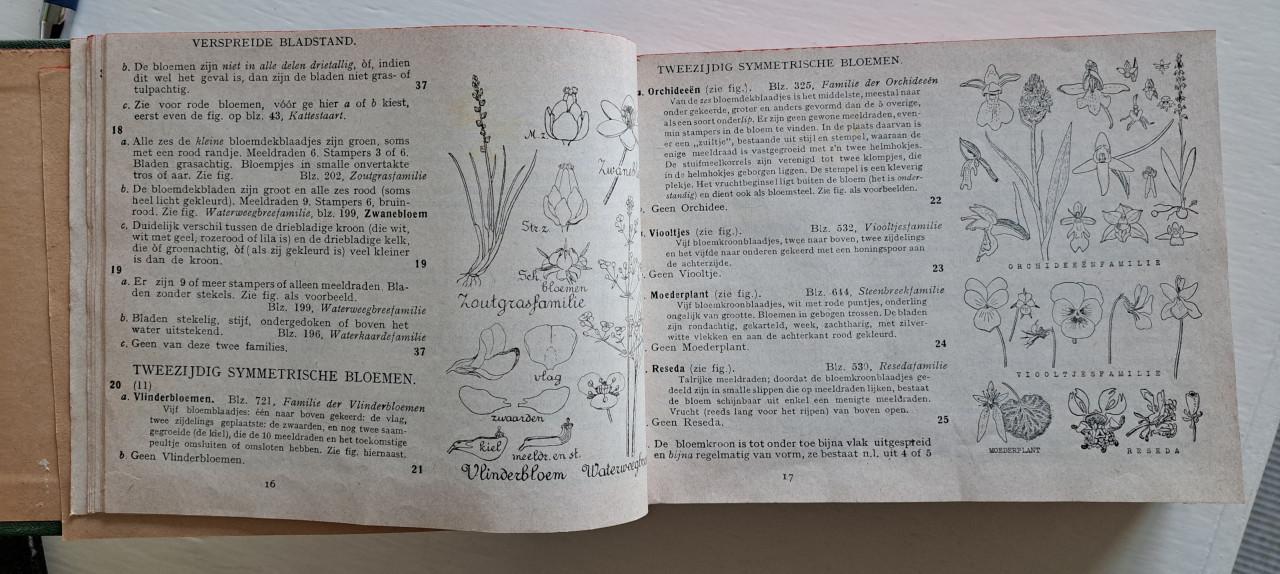 VERSPREIDE BLADSTAND.
b. De bloemen zijn niet in alle delen drietallig, òf, indien
dit wel het geval is, dan zijn de bladen niet gras- of
tulpachtig. 37
c. Zie voor rode bloemen, vóór ge hier a of b kiest,
eerst even de fig. op blz. 43, Kattestaart.
18
a. Alle zes de kleine bloemdekblaadjes zijn groen, soms
met een rood randje. Meeldraden 6. Stampers 3 of 6.
Bladen grasachtig. Bloempjes in smalle onvertakte
tros of aar. Zie fig. Blz. 202, Zoutgrasfamilie
b. De bloemdekbladen zijn groot en alle zes rood (soms
heel licht gekleurd). Meeldraden 9. Stampers 6, bruin-
rood. Zie fig. Waterweegbreefamilie, blz. 199, Zwanebloem
c. Duidelijk verschil tussen de driebladige kroon (die wit,
wit met geel, rozerood of lila is) en de driebladige kelk,
die òf groenachtig, òf (als zij gekleurd is) veel kleiner
is dan de kroon. 19
19
a. Er zijn 9 of meer stampers of alleen meeldraden. Bla-
den zonder stekels. Zie fig. als voorbeeld.
Blz. 199, Waterweegbreefamilie
b. Bladen stekelig, stijf, ondergedoken of boven het
water uitstekend. Blz. 196, Waterkaardefamilie
c. Geen van deze twee families. 37
TWEEZIJDIG SYMMETRISCHE BLOEMEN.
20 (11)
a. Vlinderbloemen. Blz. 721, Familie der Vlinderbloemen
Vijf bloemblaadjes: één naar boven gekeerd: de vlag,
twee zijdelings geplaatste: de zwaarden, en nog twee saam-
gegroeide (de kiel), die de 10 meeldraden en het toekomstige
peultje omsluiten of omsloten hebben. Zie fig. hiernaast.
b. Geen Vlinderbloemen. 21
16
M. z.
Str. z.
Sch.
bloemen
Zoutgrasfamilie
vlag
zwaarden
kiel
meeldr. en st.
Vlinderbloem
TWEEZIJDIG SYMMETRISCHE BLOEMEN.
a. Orchideeën (zie fig.). Blz. 325, Familie der Orchideeën
Van de zes bloemdekblaadjes is het middelste, meestal naar
onder gekeerde, groter en anders gevormd dan de 5 overige,
als een soort onderlip. Er zijn geen gewone meeldraden, even-
min stampers in de bloem te vinden. In de plaats daarvan is
er een „zuiltje”, bestaande uit stijl en stempel, waaraan de
enige meeldraad is vastgegroeid met z'n twee helmhokjes.
De stuifmeelkorrels zijn verenigd tot twee klompjes, die
in de helmhokjes geborgen liggen. De stempel is een kleverig
plekje. Het vruchtbeginsel ligt buiten de bloem (het is onder-
standig) en dient ook als bloemsteel. Zie fig. als voorbeelden.
Geen Orchidee. 22
Viooltjes (zie fig.). Blz. 532, Viooltjesfamilie
Vijf bloemkroonblaadjes, twee naar boven, twee zijdelings
en het vijfde naar onderen gekeerd met een honingspoor aan
de achterzijde.
Geen Viooltje. 23
Moederplant (zie fig.). Blz. 644, Steenbreekfamilie
Vijf bloemkroonblaadjes, wit met rode puntjes, onderling
ongelijk van grootte. Bloemen in gebogen trossen. De bladen
zijn rondachtig, gekarteld, week, zachtharig, met zilver-
witte vlekken en aan de achterkant rood gekleurd.
Geen Moederplant. 24
Reseda (zie fig.). Blz. 530, Resedafamilie
Talrijke meeldraden; doordat de bloemkroonblaadjes ge-
deeld zijn in smalle slippen die op meeldraden lijken, bestaat
de bloem schijnbaar uit enkel een menigte meeldraden.
Vrucht (reeds lang voor het rijpen) van boven open.
Geen Reseda. 25
De bloemkroon is tot onder toe bijna vlak uitgespreid
en bijna regelmatig van vorm, ze bestaat n.l. uit 4 of 5
17
ORCHIDEEËNFAMILIE
VIOOLTJESFAMILIE
MOEDERPLANT
RESEDA